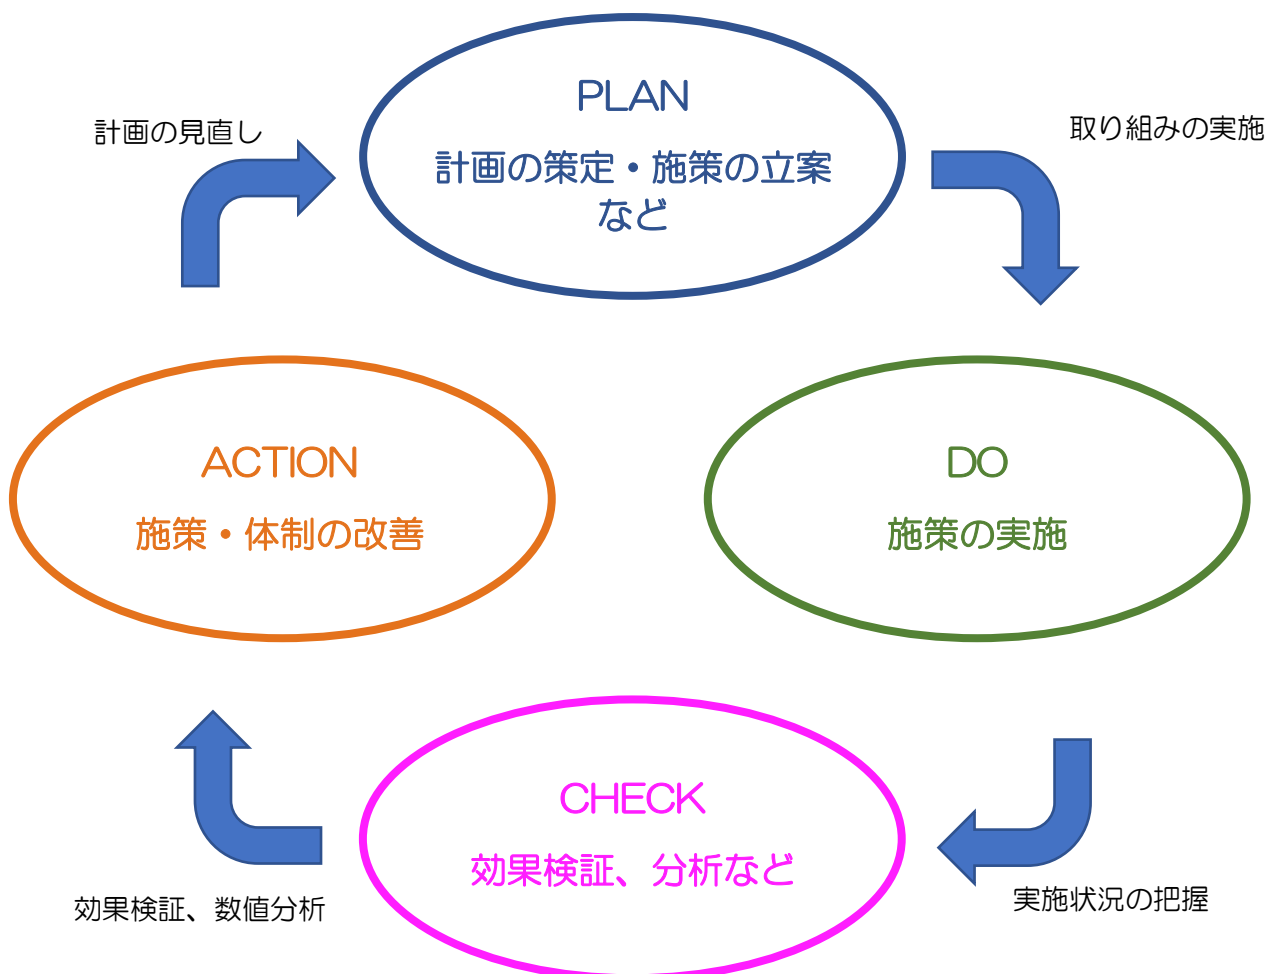 PLAN
計画の策定・施策の立案
など
計画の見直し
取り組みの実施
ACTION
施策・体制の改善
DO
施策の実施
CHECK
効果検証、分析など
効果検証、数値分析
実施状況の把握